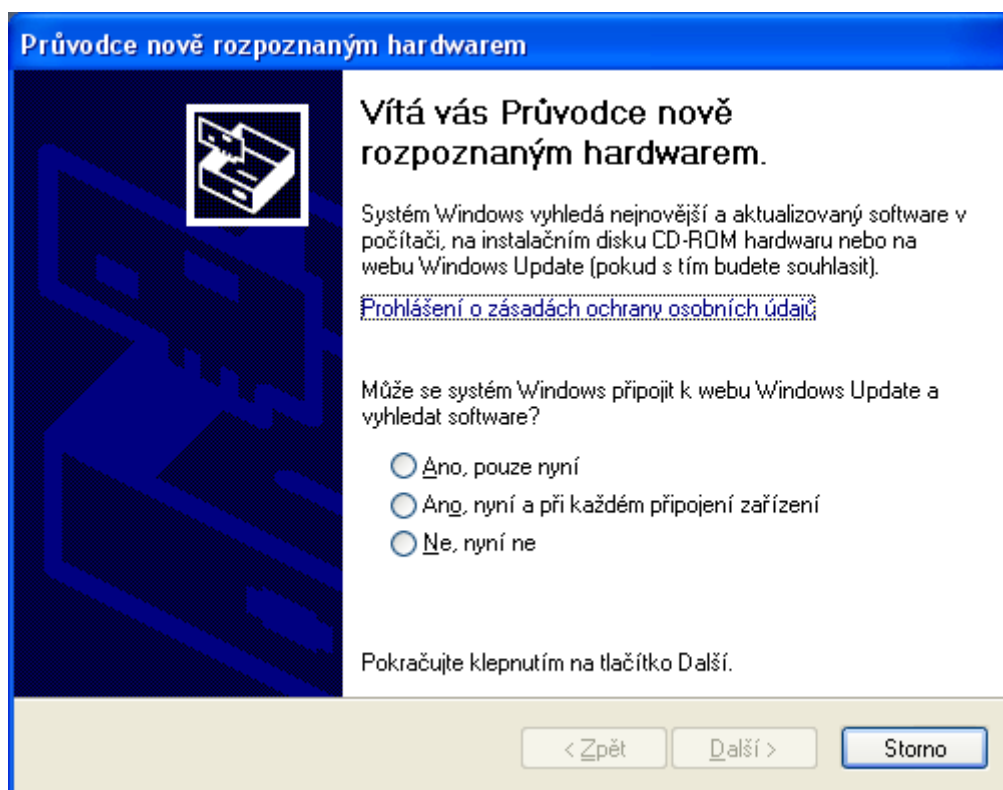 Průvodce nově rozpoznaným hardwarem
Vítá vás Průvodce nově
rozpoznaným hardwarem.
Systém Windows vyhledá nejnovější a aktualizovaný software v
počítači, na instalačním disku CD-ROM hardwaru nebo na
webu Windows Update (pokud s tím budete souhlasit).
Prohlášení o zásadách ochrany osobních údajů
Může se systém Windows připojit k webu Windows Update a
vyhledat software?
Ano, pouze nyní
Ano, nyní a při každém připojení zařízení
Ne, nyní ne
Pokračujte klepnutím na tlačítko Další.
< Zpět Další > Storno